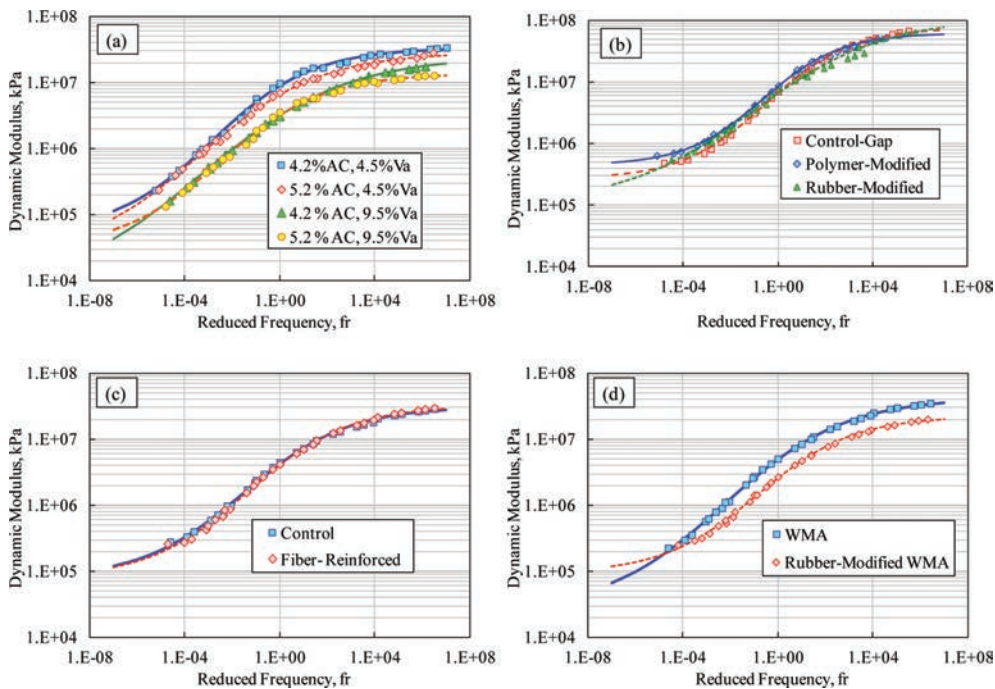 (a)
Dynamic Modulus, kPa
1.E+08
1.E+07
1.E+06
1.E+05
1.E+04
4.2%AC, 4.5%Va
5.2%AC, 4.5%Va
4.2%AC, 9.5%Va
5.2%AC, 9.5%Va
1.E-08 1.E-04 1.E+00 1.E+04 1.E+08
Reduced Frequency, fr
(b)
Dynamic Modulus, kPa
1.E+08
1.E+07
1.E+06
1.E+05
1.E+04
Control-Gap
Polymer-Modified
Rubber-Modified
1.E-08 1.E-04 1.E+00 1.E+04 1.E+08
Reduced Frequency, fr
(c)
Dynamic Modulus, kPa
1.E+08
1.E+07
1.E+06
1.E+05
1.E+04
Control
Fiber-Reinforced
1.E-08 1.E-04 1.E+00 1.E+04 1.E+08
Reduced Frequency, fr
(d)
Dynamic Modulus, kPa
1.E+08
1.E+07
1.E+06
1.E+05
1.E+04
WMA
Rubber-Modified WMA
1.E-08 1.E-04 1.E+00 1.E+04 1.E+08
Reduced Frequency, fr